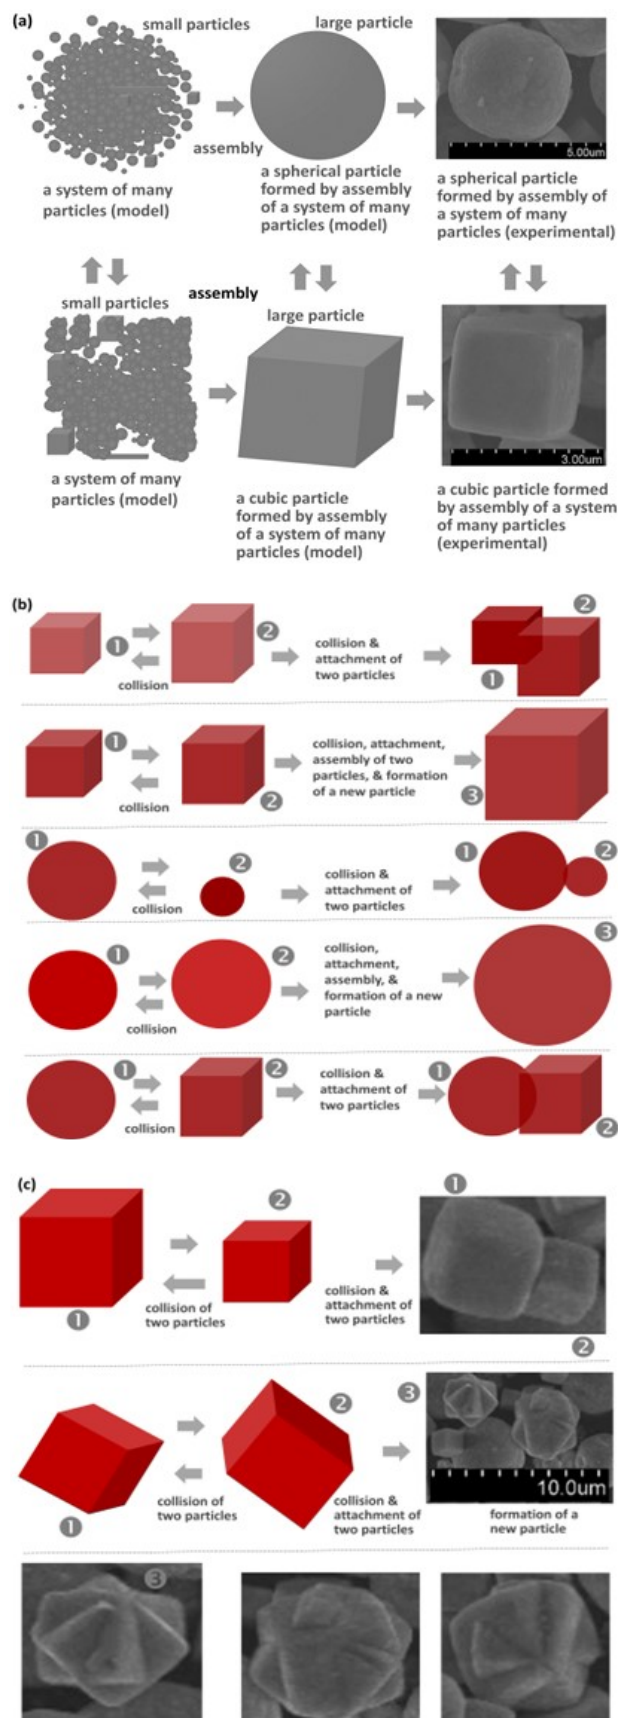 (a)
small particles
large particle
assembly
5.00um
a system of many
particles (model)
a spherical particle
formed by assembly
of a system of many
particles (model)
a spherical particle
formed by assembly of
a system of many
particles (experimental)
small particles
assembly
large particle
3.00um
a system of many
particles (model)
a cubic particle
formed by assembly
of a system of many
particles (model)
a cubic particle formed
by assembly of a system
of many particles
(experimental)
(b)
1
2
collision
collision &
attachment of
two particles
2
1
1
2
collision
collision, attachment,
assembly of two
particles, & formation
of a new particle
3
1
2
collision
collision &
attachment of
two particles
1
2
1
2
collision
collision,
attachment,
assembly, &
formation of a new
particle
3
1
2
collision
collision &
attachment of
two particles
1
2
(c)
1
2
collision of
two particles
collision &
attachment of
two particles
1
2
1
2
collision of
two particles
collision &
attachment of
two particles
3
10.0um
formation of a
new particle
3